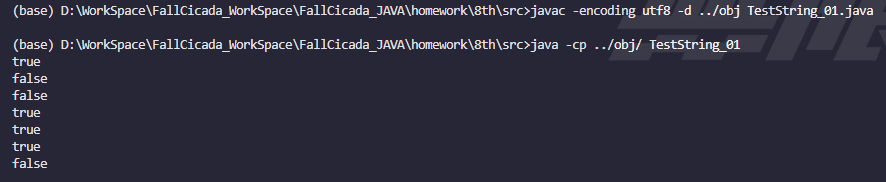 (base) D:\WorkSpace\FallCicada_WorkSpace\FallCicada_JAVA\homework\8th\src>javac -encoding utf8 -d ../obj TestString_01.java
(base) D:\WorkSpace\FallCicada_WorkSpace\FallCicada_JAVA\homework\8th\src>java -cp ../obj/ TestString_01
true
false
false
true
true
true
false